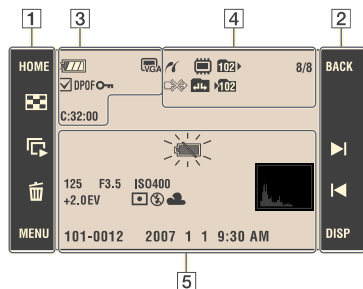 1 3 4 2
HOME VGA 102 8/8 BACK
DPOF 102
C:32:00
125 F3.5 ISO400
+2.0EV
MENU 101-0012 2007 1 1 9:30 AM DISP
5